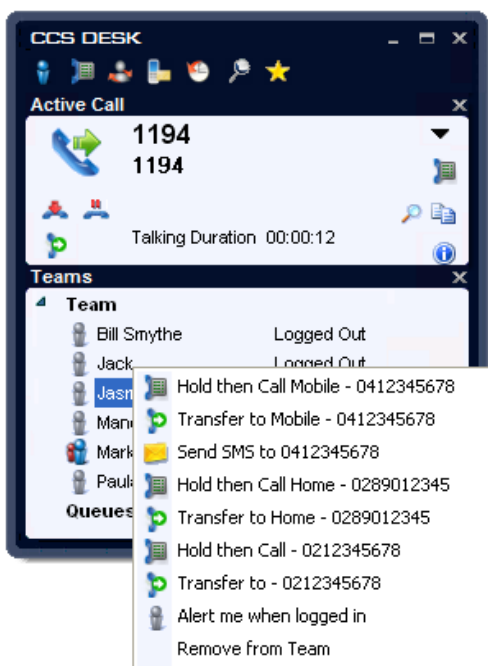 CCS DESK
Active Call
1194
1194
Talking Duration 00:00:12
Teams
Team
Bill Smythe Logged Out
Jack Logged Out
Hold then Call Mobile - 0412345678
Transfer to Mobile - 0412345678
Mark Send SMS to 0412345678
Hold then Call Home - 0289012345
Queues Transfer to Home - 0289012345
Hold then Call - 0212345678
Transfer to - 0212345678
Alert me when logged in
Remove from Team